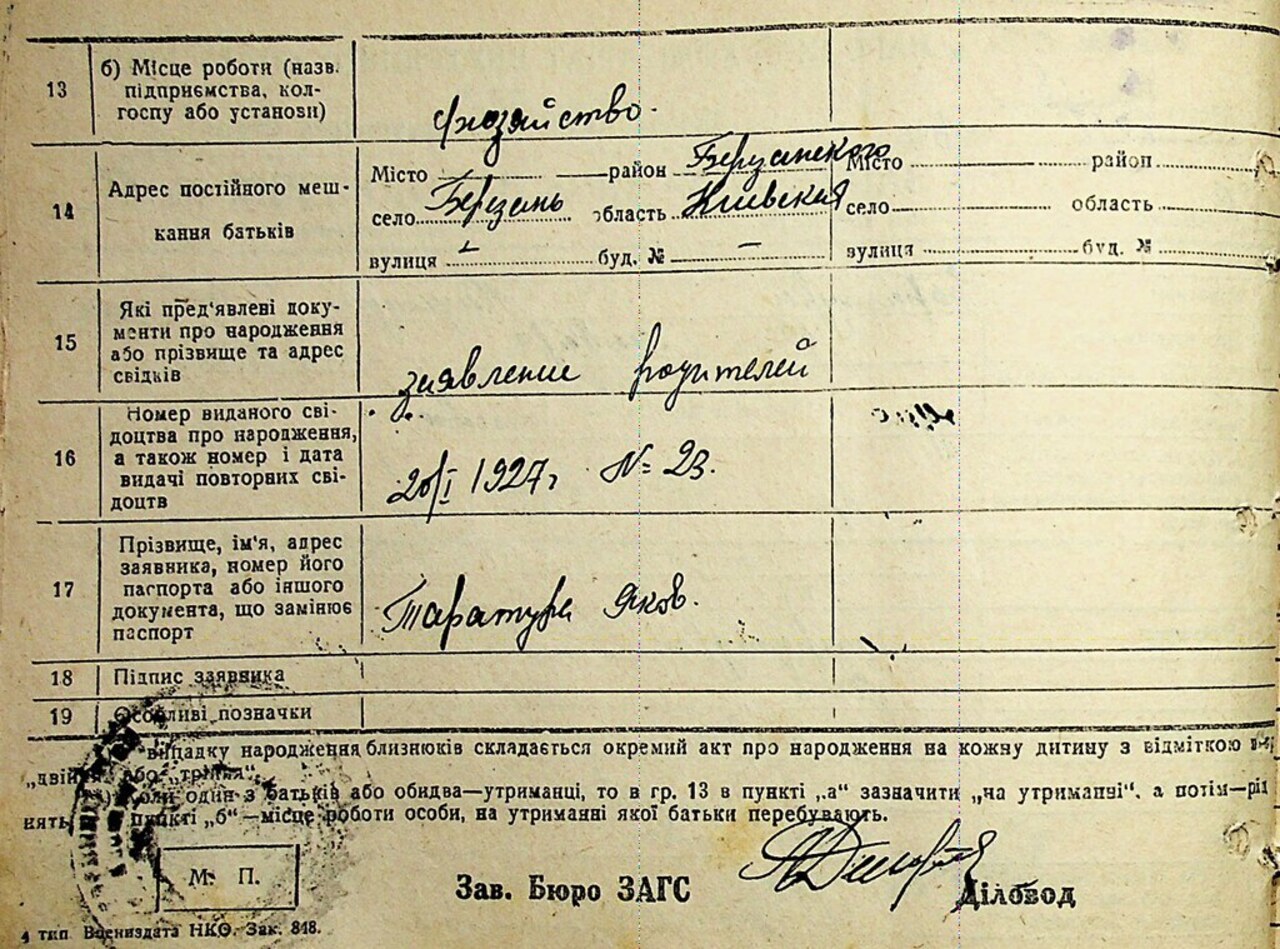 13
б) Місце роботи (назв.
підприємства, кол-
госпу або установи)
с/хозяйство.
14
Адрес постійного меш-
кання батьків
Місто — район Березанского
село Березань область Киевская
вулиця — буд. № —
Місто район
село область
вулиця буд. №
15
Які пред'явлені доку-
менти про народження
або прізвище та адрес
свідків
заявление родителей
16
Номер виданого сві-
доцтва про народження,
а також номер і дата
видачі повторних сві-
доцтв
20/I 1927г № 23.
17
Прізвище, ім'я, адрес
заявника, номер його
паспорта або іншого
документа, що замінює
паспорт
Таратура Яков.
18
Підпис заявника
19
Особливі позначки
випадку народження близнюків складається окремий акт про народження на кожну дитину з відміткою
„двійня" або „трійня".
Коли один з батьків або обидва—утриманці, то в гр. 13 в пункті „а" зазначити „на утриманні", а потім—
пункті „б"—місце роботи особи, на утриманні якої батьки перебувають.
М. П.
Зав. Бюро ЗАГС
Діловод
4 тип Воениздата НКО. Зак. 848.